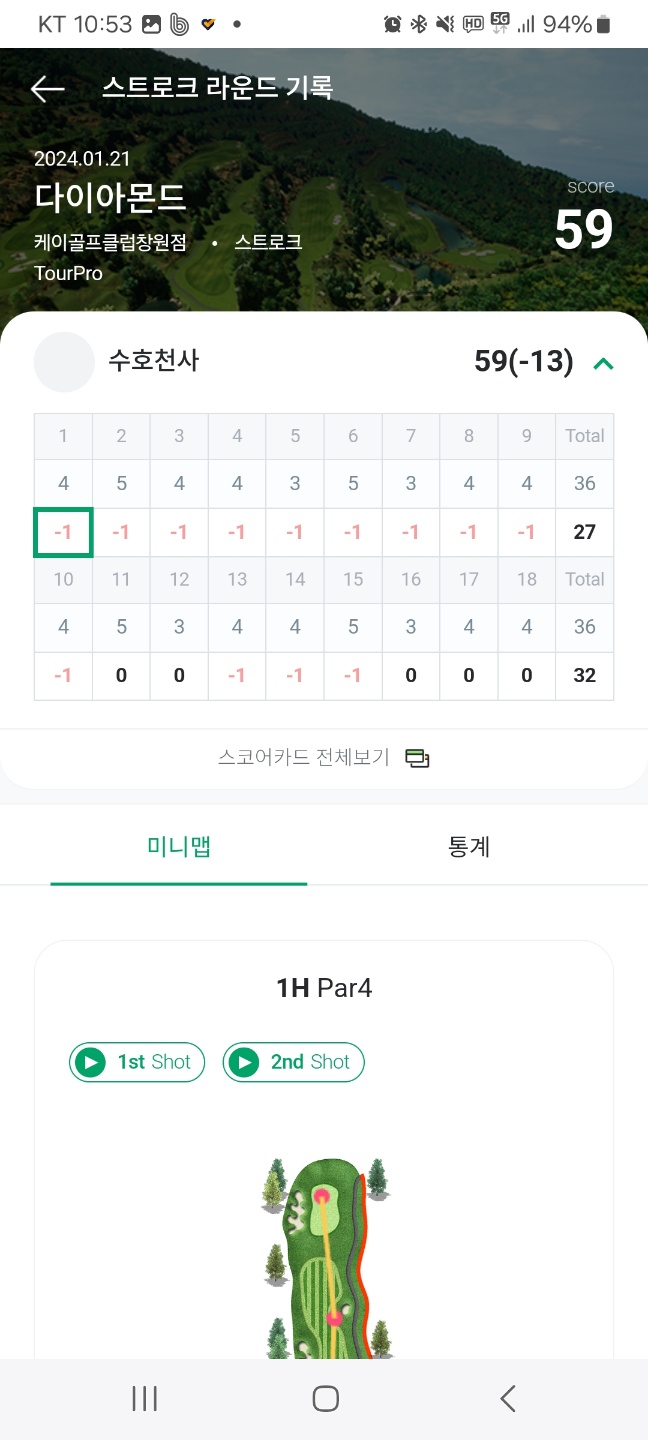 KT 10:53 HD 5G 94%
스트로크 라운드 기록
2024.01.21
다이아몬드
score
59
케이골프클럽창원점 • 스트로크
TourPro
수호천사 59(-13)
1 2 3 4 5 6 7 8 9 Total
4 5 4 4 3 5 3 4 4 36
-1 -1 -1 -1 -1 -1 -1 -1 -1 27
10 11 12 13 14 15 16 17 18 Total
4 5 3 4 4 5 3 4 4 36
-1 0 0 -1 -1 -1 0 0 0 32
스코어카드 전체보기
미니맵 통계
1H Par4
1st Shot 2nd Shot